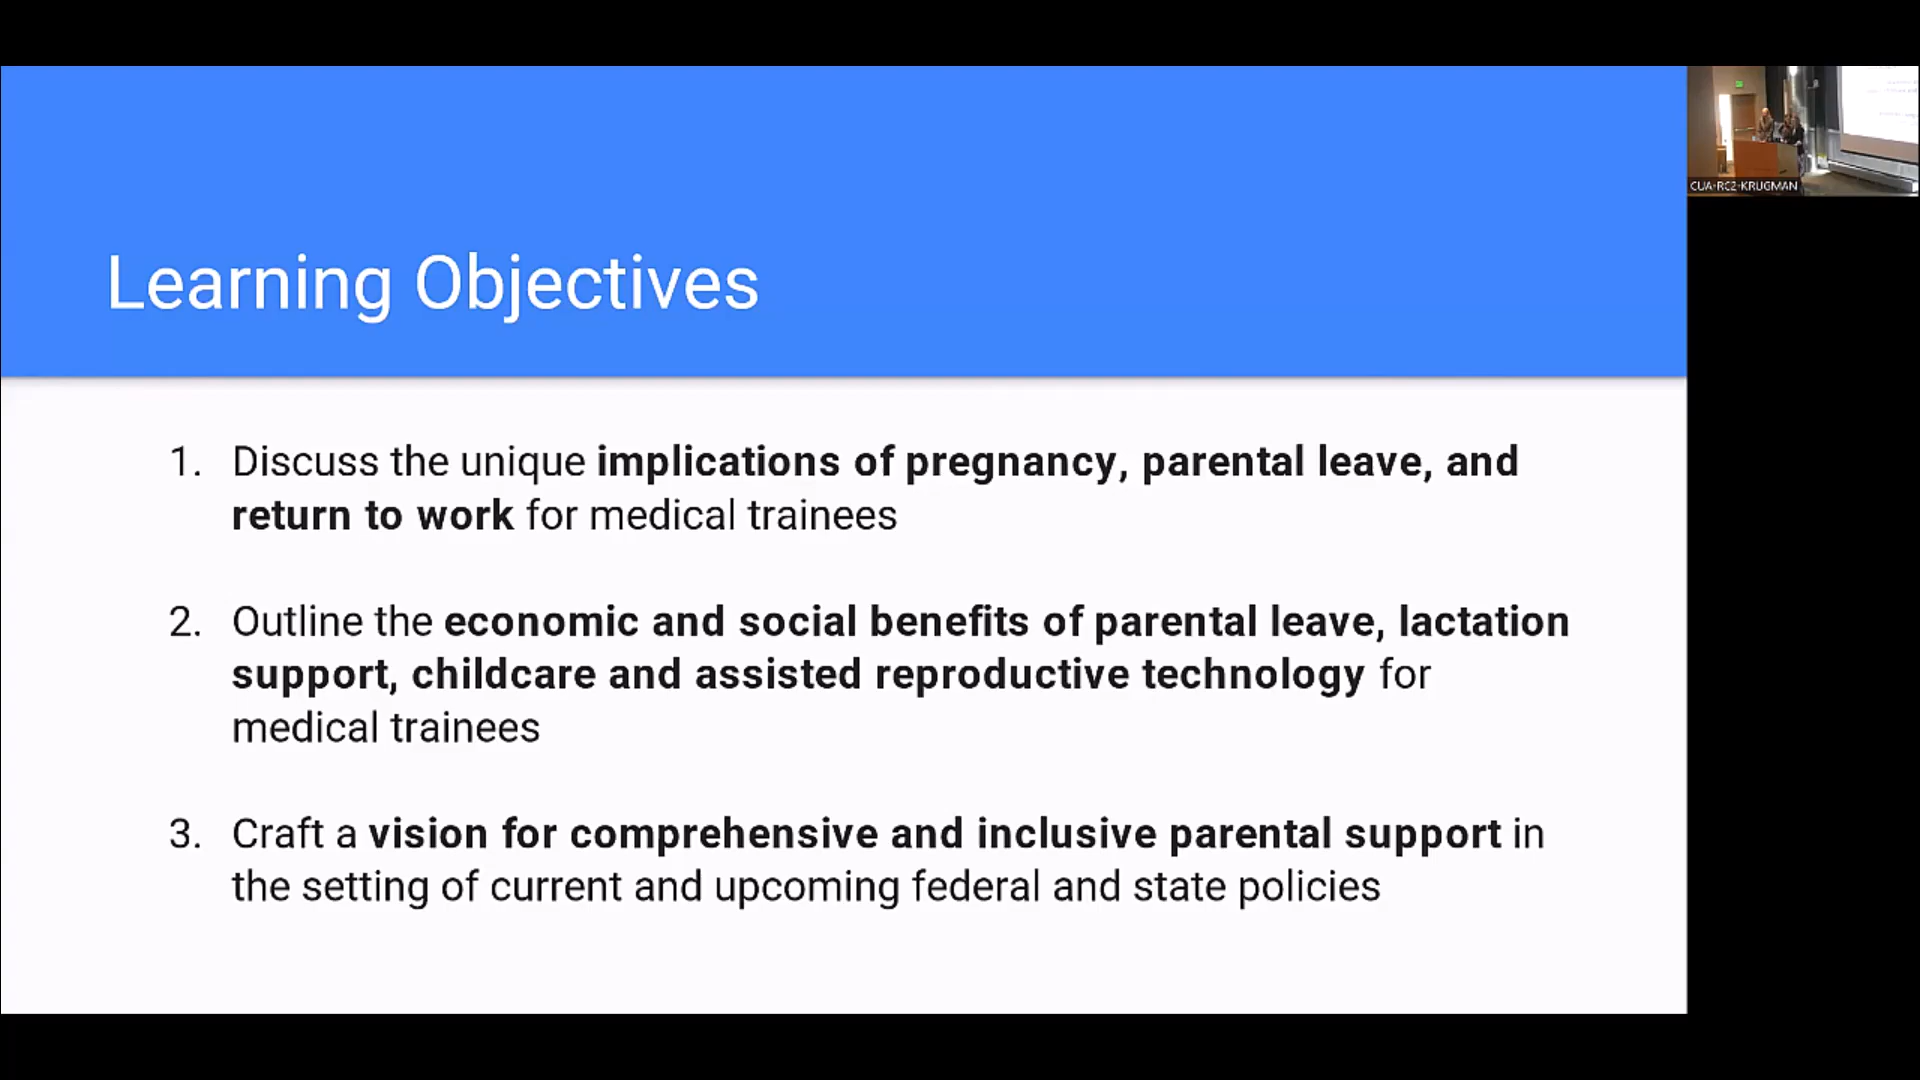 Learning Objectives
1. Discuss the unique implications of pregnancy, parental leave, and
return to work for medical trainees
2. Outline the economic and social benefits of parental leave, lactation
support, childcare and assisted reproductive technology for
medical trainees
3. Craft a vision for comprehensive and inclusive parental support in
the setting of current and upcoming federal and state policies
CUA-RC2-KRUGMAN